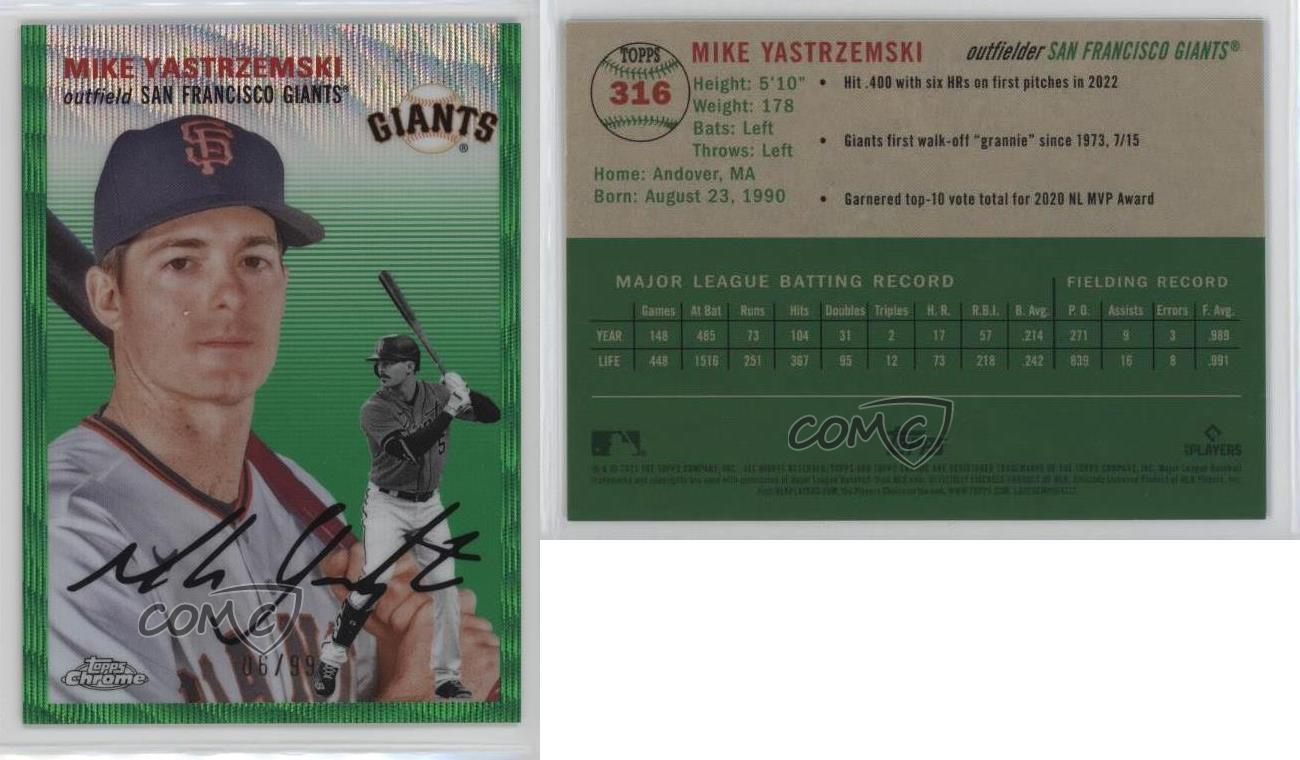 MIKE YASTRZEMSKI
outfield SAN FRANCISCO GIANTS®
GIANTS®
SF
5
COMC
06/99
Topps Chrome
TOPPS
316
MIKE YASTRZEMSKI
outfielder SAN FRANCISCO GIANTS®
Height: 5'10"
Weight: 178
Bats: Left
Throws: Left
Home: Andover, MA
Born: August 23, 1990
• Hit .400 with six HRs on first pitches in 2022
• Giants first walk-off "grannie" since 1973, 7/15
• Garnered top-10 vote total for 2020 NL MVP Award
MAJOR LEAGUE BATTING RECORD FIELDING RECORD
Games At Bat Runs Hits Doubles Triples H. R. R.B.I. B. Avg. P. O. Assists Errors F. Avg.
YEAR 148 485 73 104 31 2 17 57 .214 271 9 3 .989
LIFE 448 1516 251 367 95 12 73 218 .242 839 16 8 .991
COMC
PLAYERS